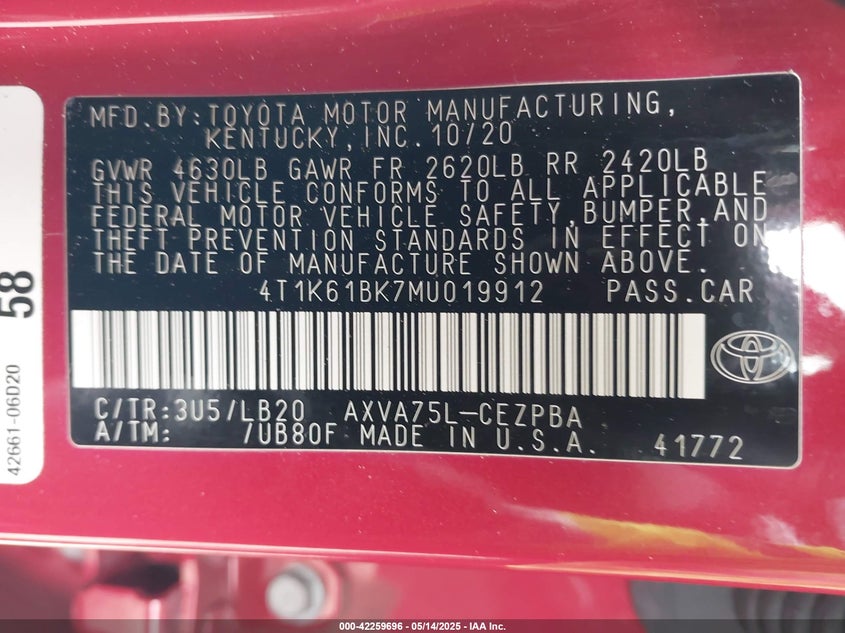 MFD. BY: TOYOTA MOTOR MANUFACTURING,
KENTUCKY, INC. 10/20
GVWR 4630LB GAWR FR 2620LB RR 2420LB
THIS VEHICLE CONFORMS TO ALL APPLICABLE
FEDERAL MOTOR VEHICLE SAFETY, BUMPER, AND
THEFT PREVENTION STANDARDS IN EFFECT ON
THE DATE OF MANUFACTURE SHOWN ABOVE.
4T1K61BK7MU019912 PASS. CAR
C/TR: 3U5/LB20 AXVA75L-CEZPBA
A/TM: /UB80F MADE IN U.S.A. 41772
58
42661-06D20
000-42259696 - 05/14/2025 - IAA Inc.